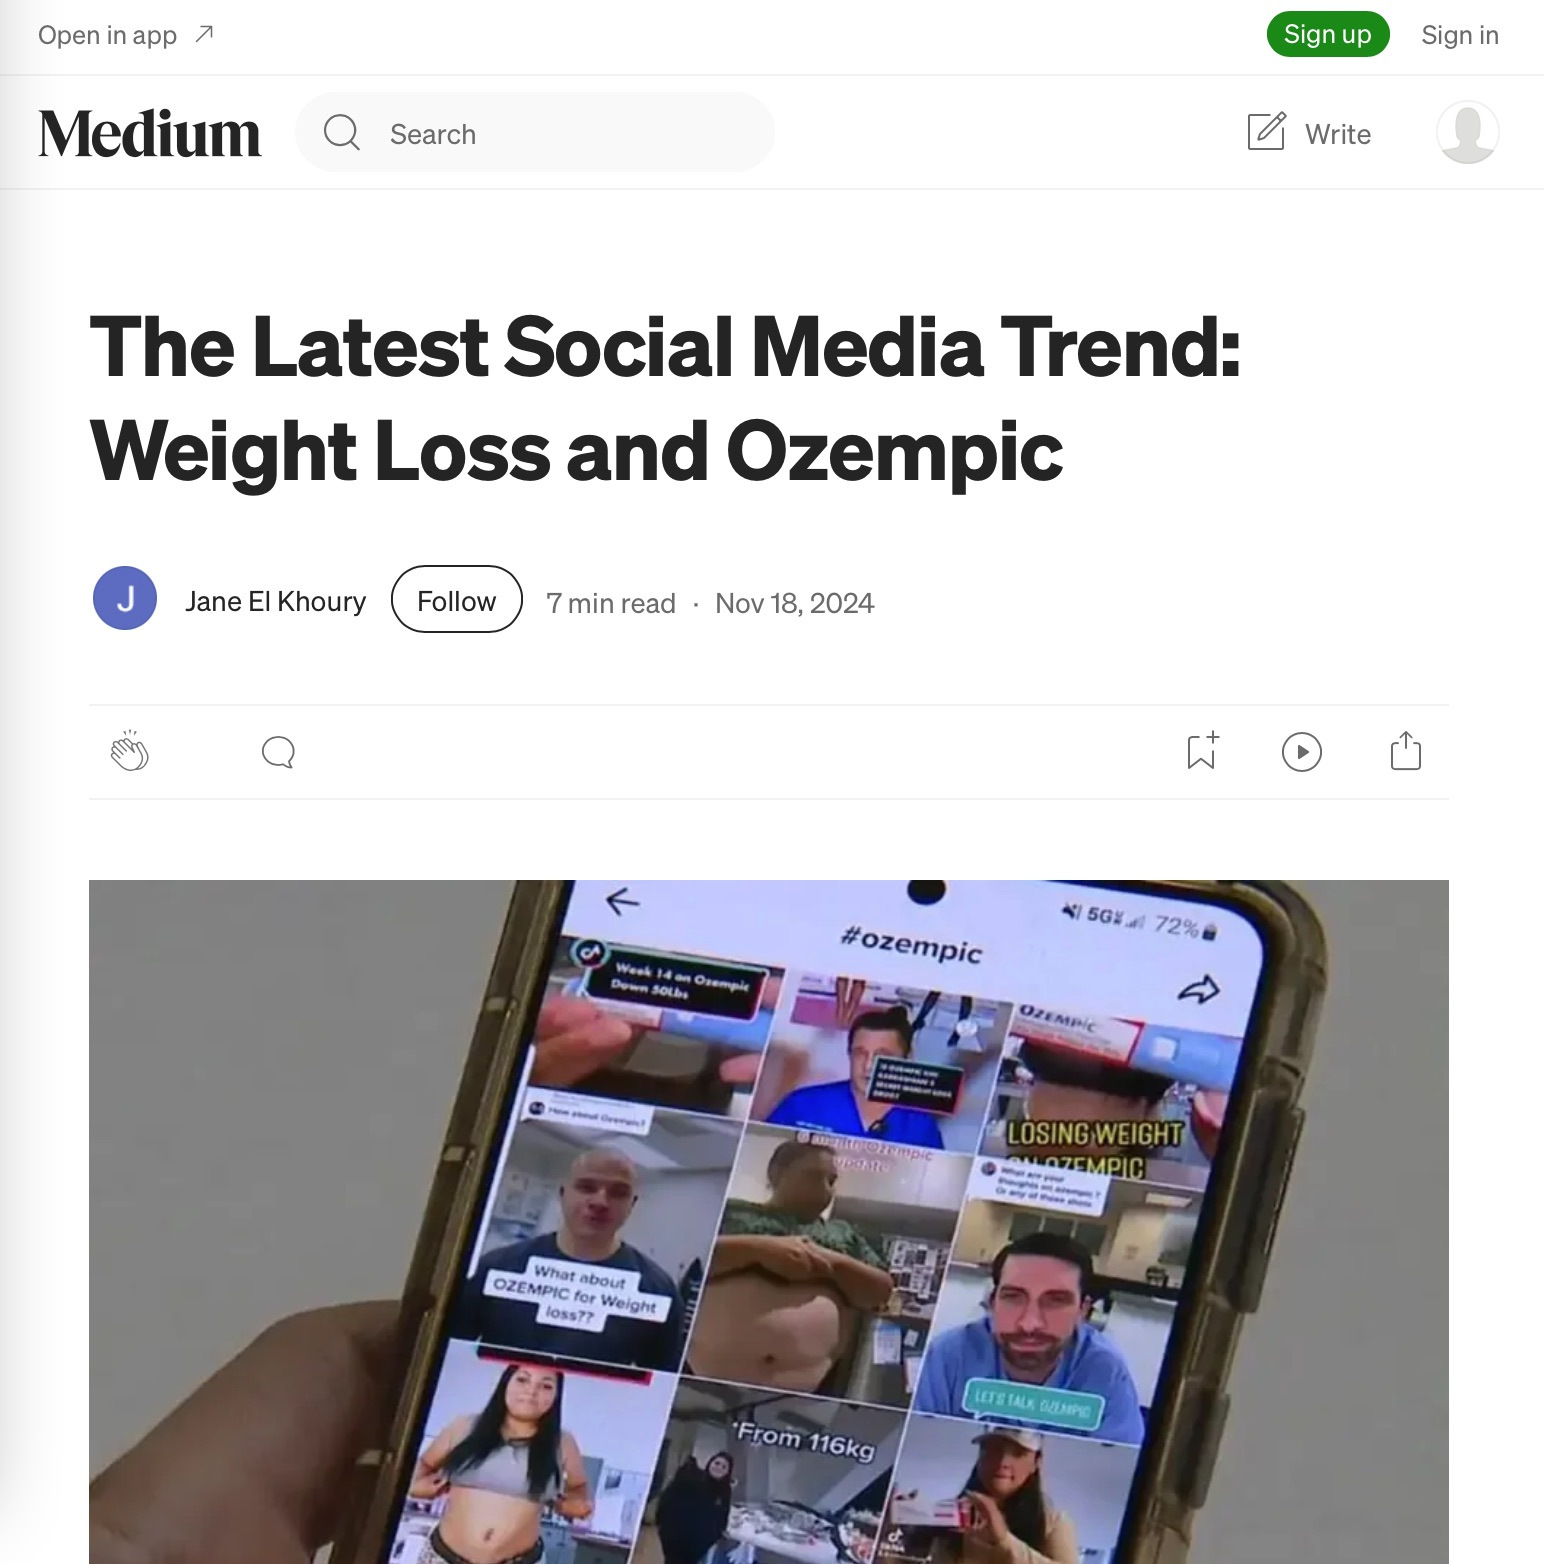 Open in app
Sign up
Sign in
Medium
Search
Write
The Latest Social Media Trend:
Weight Loss and Ozempic
J
Jane El Khoury
Follow
7 min read · Nov 18, 2024
5G
72%
#ozempic
Week 14 on Ozempic
Down 50Lbs
OZEMPIC
LOSING WEIGHT
ON OZEMPIC
How about Ozempic?
Ozempic
update
What are your
thoughts on ozempic?
Or any of those shots
What about
OZEMPIC for Weight
loss??
LET'S TALK OZEMPIC
*From 116kg